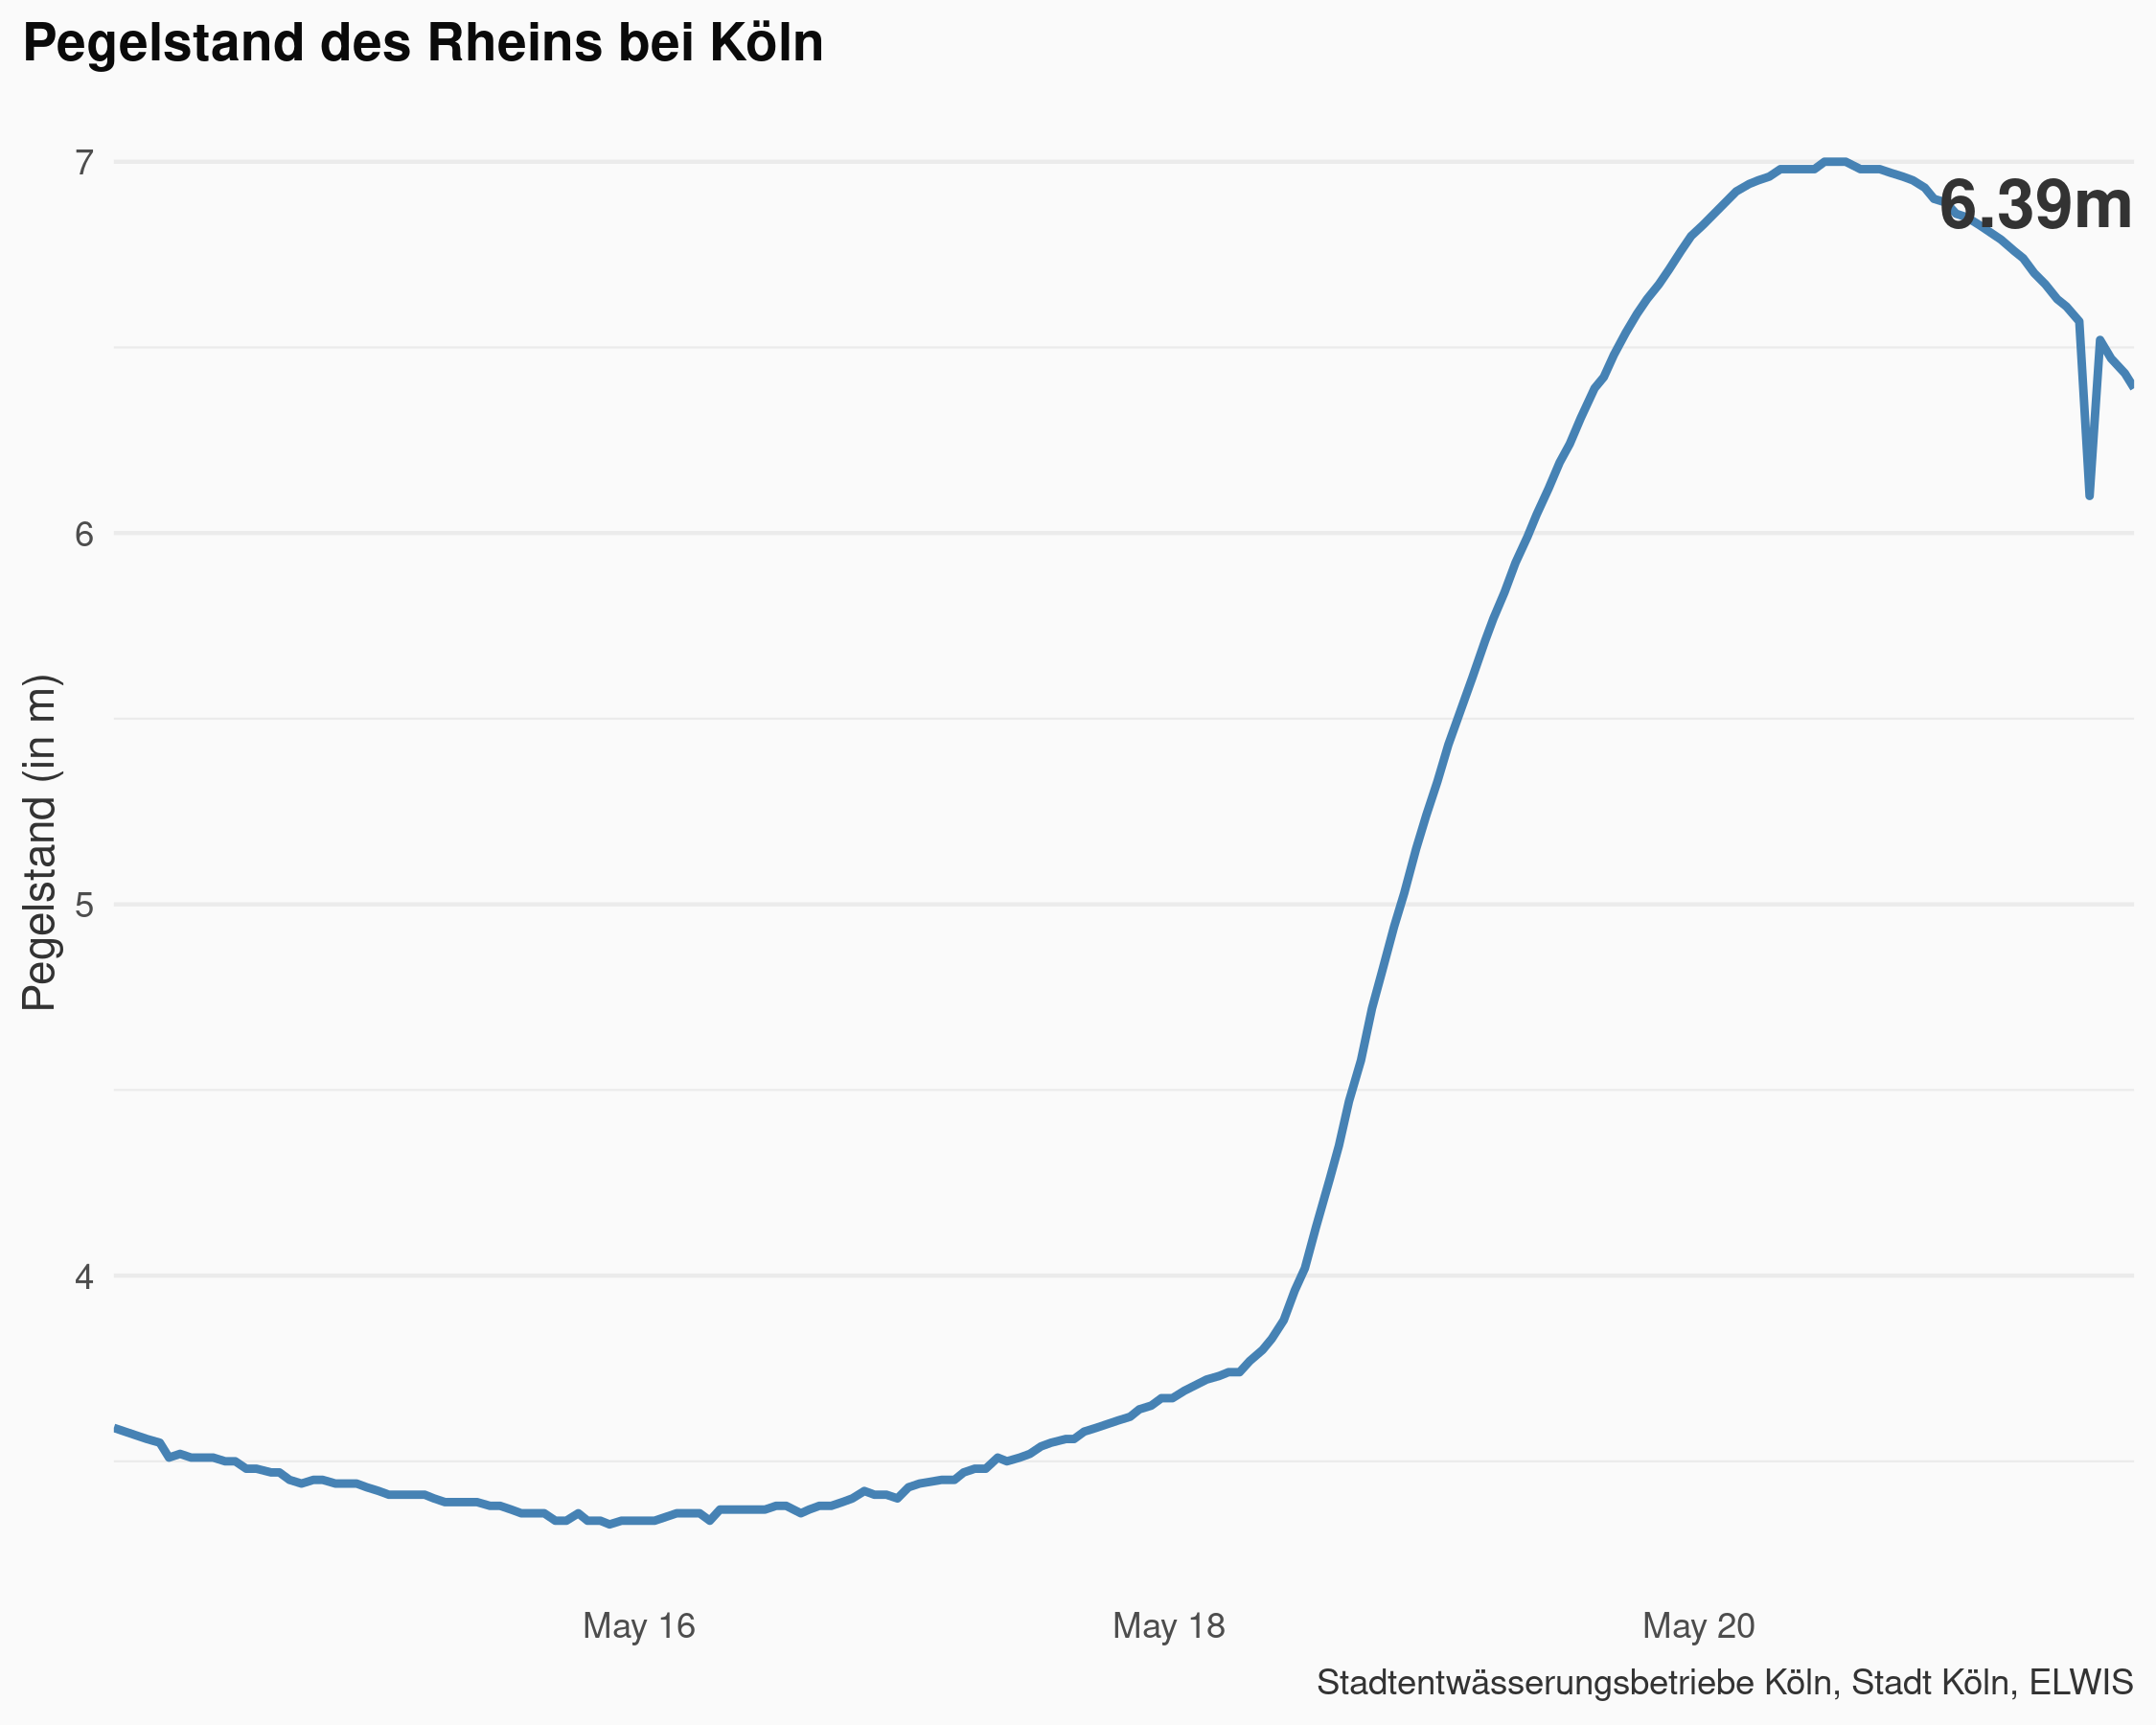 Pegelstand des Rheins bei Köln
7
6.39m
6
Pegelstand (in m)
5
4
May 16
May 18
May 20
Stadtentwässerungsbetriebe Köln, Stadt Köln, ELWIS